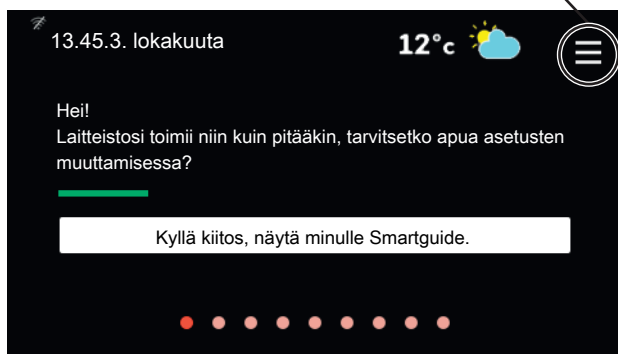 13.45.3. lokakuuta
12°c
Hei!
Laitteistosi toimii niin kuin pitääkin, tarvitsetko apua asetusten
muuttamisessa?
Kyllä kiitos, näytä minulle Smartguide.